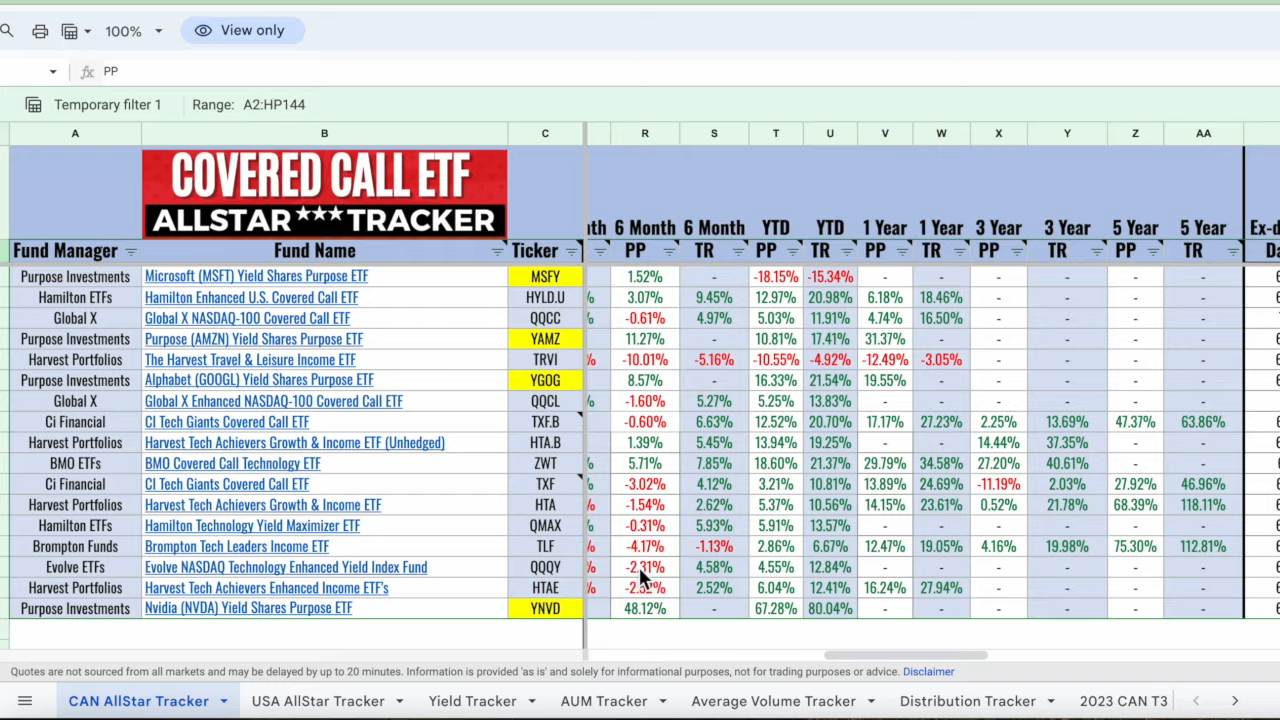 100% View only
fx PP
Temporary filter 1 Range: A2:HP144
A B C R S T U V W X Y Z AA
COVERED CALL ETF
ALLSTAR ★★★ TRACKER
6 Month 6 Month YTD YTD 1 Year 1 Year 3 Year 3 Year 5 Year 5 Year
Fund Manager Fund Name Ticker PP TR PP TR PP TR PP TR PP TR
Purpose Investments Microsoft (MSFT) Yield Shares Purpose ETF MSFY 1.52% - -18.15% -15.34% - - - - - -
Hamilton ETFs Hamilton Enhanced U.S. Covered Call ETF HYLD.U % 3.07% 9.45% 12.97% 20.98% 6.18% 18.46% - - - -
Global X Global X NASDAQ-100 Covered Call ETF QQCC % -0.61% 4.97% 5.03% 11.91% 4.74% 16.50% - - - -
Purpose Investments Purpose (AMZN) Yield Shares Purpose ETF YAMZ 11.27% - 10.81% 17.41% 31.37% - - - - -
Harvest Portfolios The Harvest Travel & Leisure Income ETF TRVI % -10.01% -5.16% -10.55% -4.92% -12.49% -3.05% - - - -
Purpose Investments Alphabet (GOOGL) Yield Shares Purpose ETF YGOG 8.57% - 16.33% 21.54% 19.55% - - - - -
Global X Global X Enhanced NASDAQ-100 Covered Call ETF QQCL % -1.60% 5.27% 5.25% 13.83% - - - - - -
Ci Financial CI Tech Giants Covered Call ETF TXF.B -0.60% 6.63% 12.52% 20.70% 17.17% 27.23% 2.25% 13.69% 47.37% 63.86%
Harvest Portfolios Harvest Tech Achievers Growth & Income ETF (Unhedged) HTA.B 1.39% 5.45% 13.94% 19.25% - - 14.44% 37.35% - -
BMO ETFs BMO Covered Call Technology ETF ZWT % 5.71% 7.85% 18.60% 21.37% 29.79% 34.58% 27.20% 40.61% - -
Ci Financial CI Tech Giants Covered Call ETF TXF % -3.02% 4.12% 3.21% 10.81% 13.89% 24.69% -11.19% 2.03% 27.92% 46.96%
Harvest Portfolios Harvest Tech Achievers Growth & Income ETF HTA % -1.54% 2.62% 5.37% 10.56% 14.15% 23.61% 0.52% 21.78% 68.39% 118.11%
Hamilton ETFs Hamilton Technology Yield Maximizer ETF QMAX % -0.31% 5.93% 5.91% 13.57% - - - - - -
Brompton Funds Brompton Tech Leaders Income ETF TLF % -4.17% -1.13% 2.86% 6.67% 12.47% 19.05% 4.16% 19.98% 75.30% 112.81%
Evolve ETFs Evolve NASDAQ Technology Enhanced Yield Index Fund QQQY % -2.31% 4.58% 4.55% 12.84% - - - - - -
Harvest Portfolios Harvest Tech Achievers Enhanced Income ETF's HTAE % 2.52% 6.04% 12.41% 16.24% 27.94% - - - -
Purpose Investments Nvidia (NVDA) Yield Shares Purpose ETF YNVD 48.12% - 67.28% 80.04% - - - - - -
Quotes are not sourced from all markets and may be delayed by up to 20 minutes. Information is provided 'as is' and solely for informational purposes, not for trading purposes or advice. Disclaimer
CAN AllStar Tracker USA AllStar Tracker Yield Tracker AUM Tracker Average Volume Tracker Distribution Tracker 2023 CAN T3